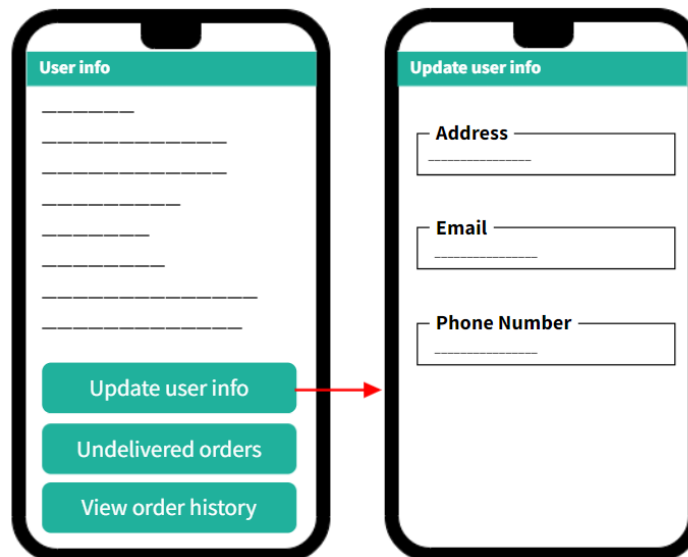 User info
Update user info
Undelivered orders
View order history
Update user info
Address
Email
Phone Number